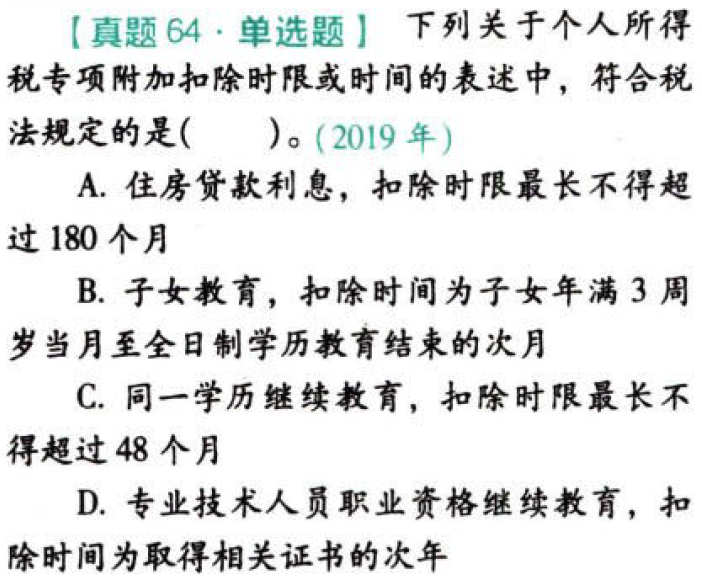 【真题 64·单选题】 下列关于个人所得
税专项附加扣除时限或时间的表述中，符合税
法规定的是(　　)。(2019 年)
A. 住房贷款利息，扣除时限最长不得超
过 180 个月
B. 子女教育，扣除时间为子女年满 3 周
岁当月至全日制学历教育结束的次月
C. 同一学历继续教育，扣除时限最长不
得超过 48 个月
D. 专业技术人员职业资格继续教育，扣
除时间为取得相关证书的次年